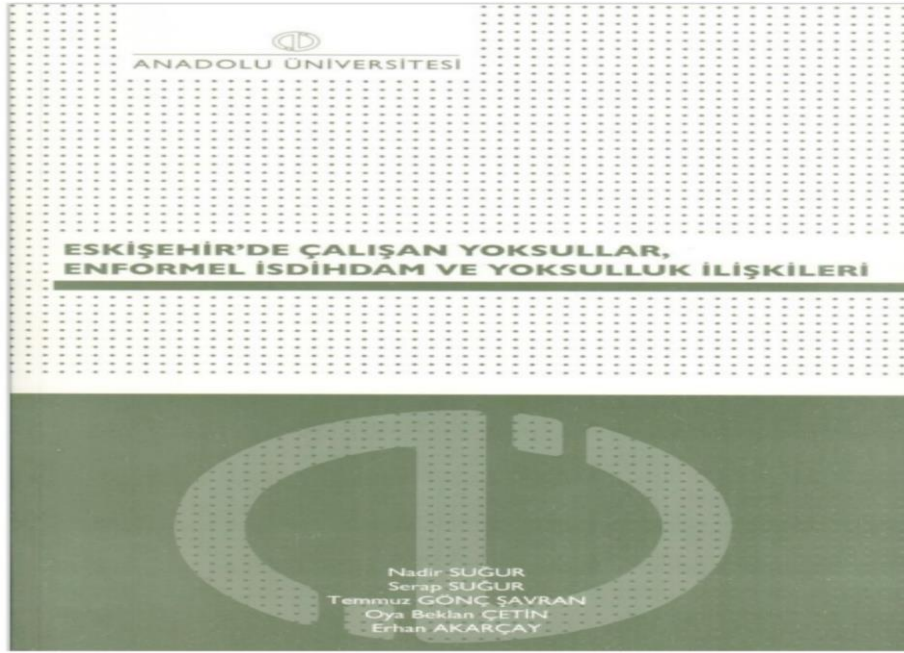 ANADOLU ÜNİVERSİTESİ
ESKİŞEHİR'DE ÇALIŞAN YOKSULLAR,
ENFORMEL İSDİHDAM VE YOKSULLUK İLİŞKİLERİ
Nadir SUĞUR
Serap SUĞUR
Temmuz GÖNÇ ŞAVRAN
Oya Beklan ÇETİN
Erhan AKARÇAY